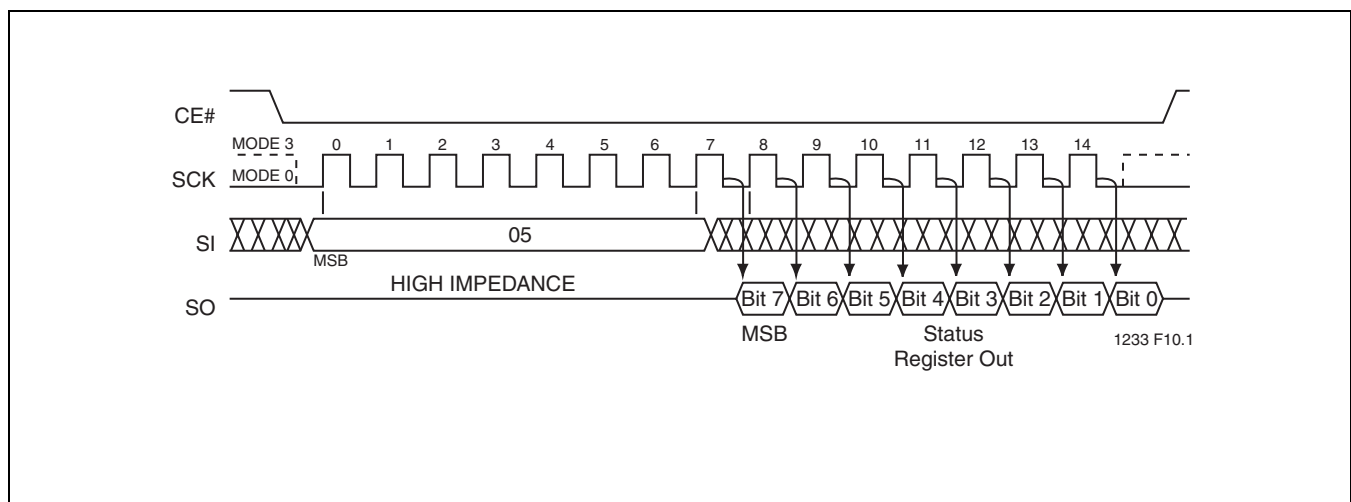 CE#
MODE 3
0 1 2 3 4 5 6 7 8 9 10 11 12 13 14
SCK
MODE 0
SI
05
MSB
HIGH IMPEDANCE
SO
Bit 7 Bit 6 Bit 5 Bit 4 Bit 3 Bit 2 Bit 1 Bit 0
MSB
Status
Register Out
1233 F10.1